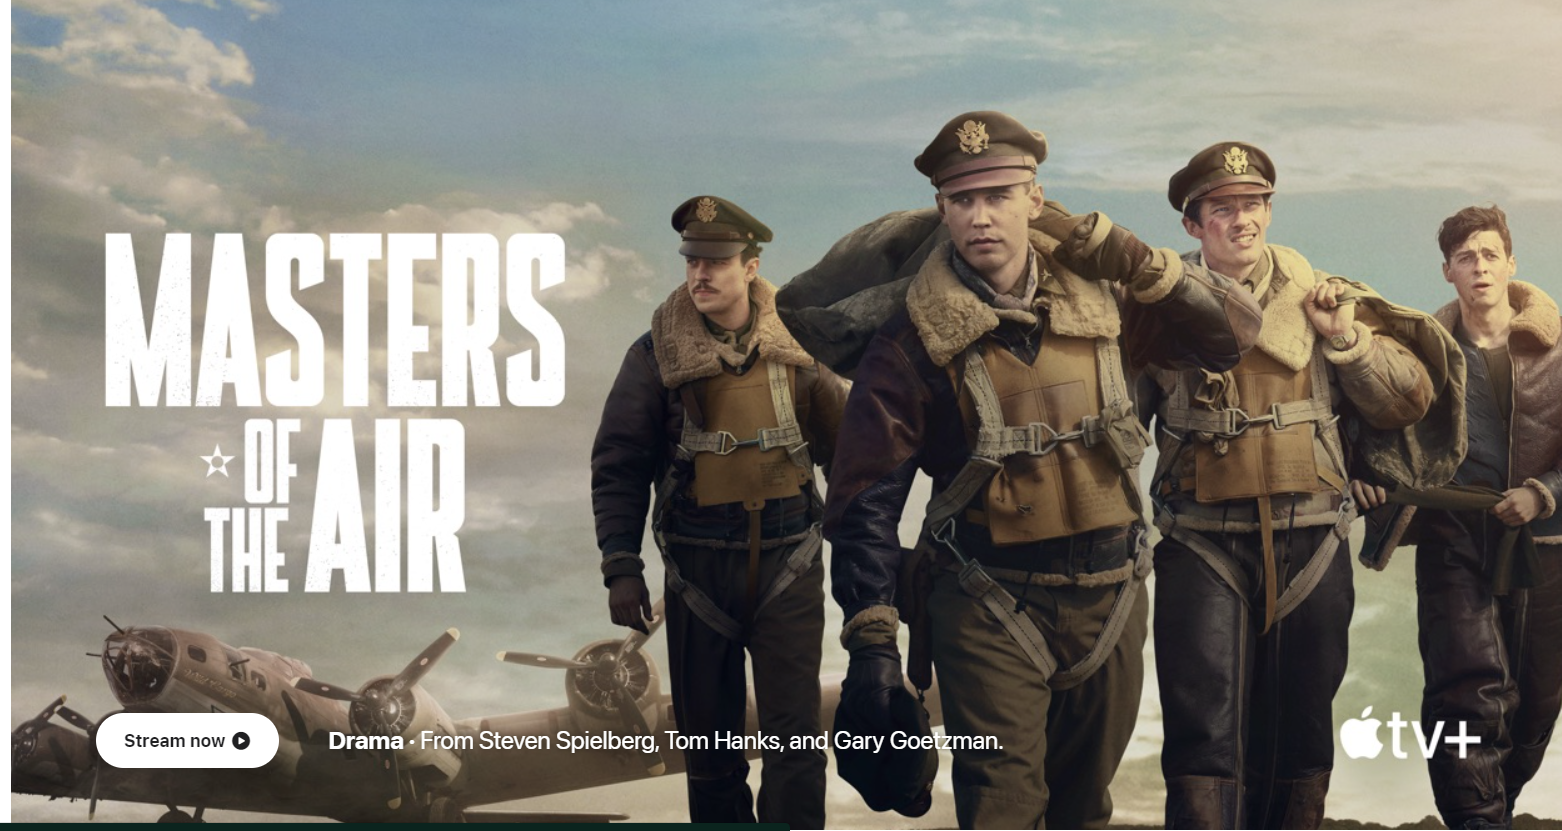 MASTERS
OF
THE AIR
Stream now
Drama · From Steven Spielberg, Tom Hanks, and Gary Goetzman.
tv+